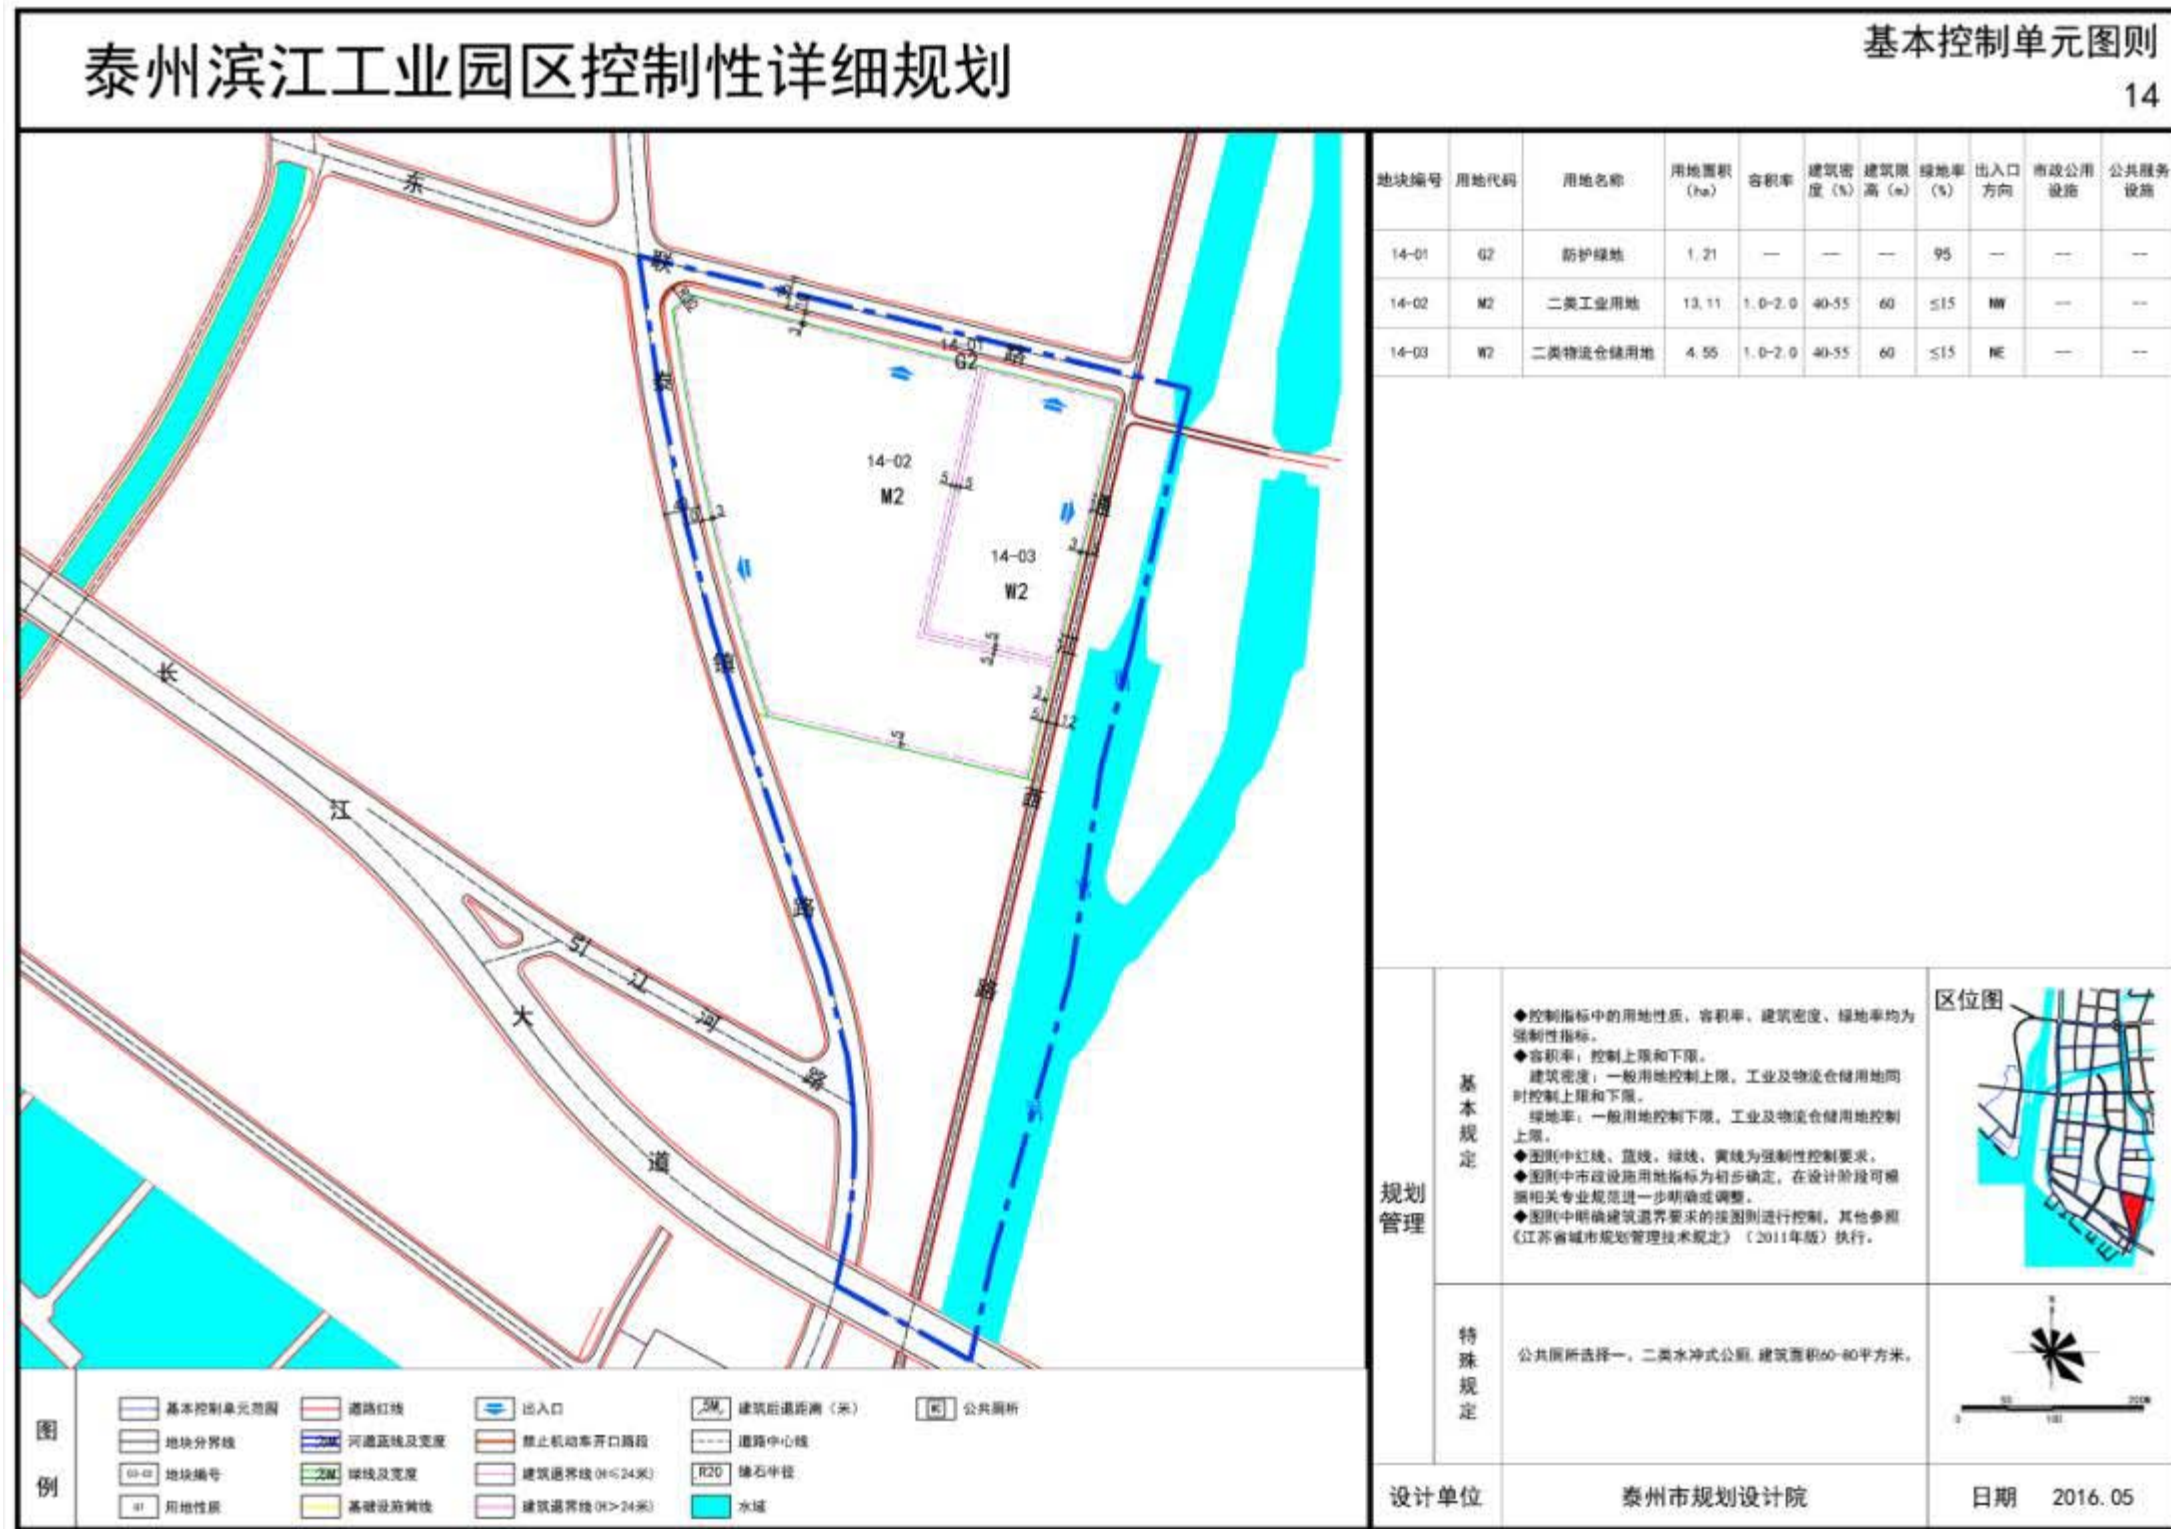 泰州滨江工业园区控制性详细规划
基本控制单元图则
14
地块编号 用地代码 用地名称 用地面积(ha) 容积率 建筑密度(%) 建筑限高(m) 绿地率(%) 出入口方向 市政公用设施 公共服务设施
14-01 G2 防护绿地 1.21 — — — 95 — — —
14-02 M2 二类工业用地 13.11 1.0-2.0 40-55 60 ≤15 NW — —
14-03 W2 二类物流仓储用地 4.55 1.0-2.0 40-55 60 ≤15 NE — —
东
联
路
14-01
G2
14-02
M2
14-03
W2
5 5
5
5
3
5 12
通
江
西
路
镇
路
长
江
大
道
引
江
河
路
规划管理
基本规定
◆控制指标中的用地性质、容积率、建筑密度、绿地率均为
强制性指标。
◆容积率：控制上限和下限。
建筑密度：一般用地控制上限，工业及物流仓储用地同
时控制上限和下限。
绿地率：一般用地控制下限，工业及物流仓储用地控制
上限。
◆图则中红线、蓝线、绿线、黄线为强制性控制要求。
◆图则中市政设施用地指标为初步确定，在设计阶段可根
据相关专业规范进一步明确或调整。
◆图则中明确建筑退界要求的按图则进行控制，其他参照
《江苏省城市规划管理技术规定》（2011年版）执行。
区位图
特殊规定
公共厕所选择一、二类水冲式公厕，建筑面积60-80平方米。
0 50 100 200M
设计单位 泰州市规划设计院 日期 2016.05
图例
基本控制单元范围
道路红线
出入口
5M 建筑后退距离（米）
公共厕所
地块分界线
河道蓝线及宽度
禁止机动车开口路段
道路中心线
地块编号
绿线及宽度
建筑退界线(H≤24米)
R20 缘石半径
用地性质
基础设施黄线
建筑退界线(H>24米)
水域